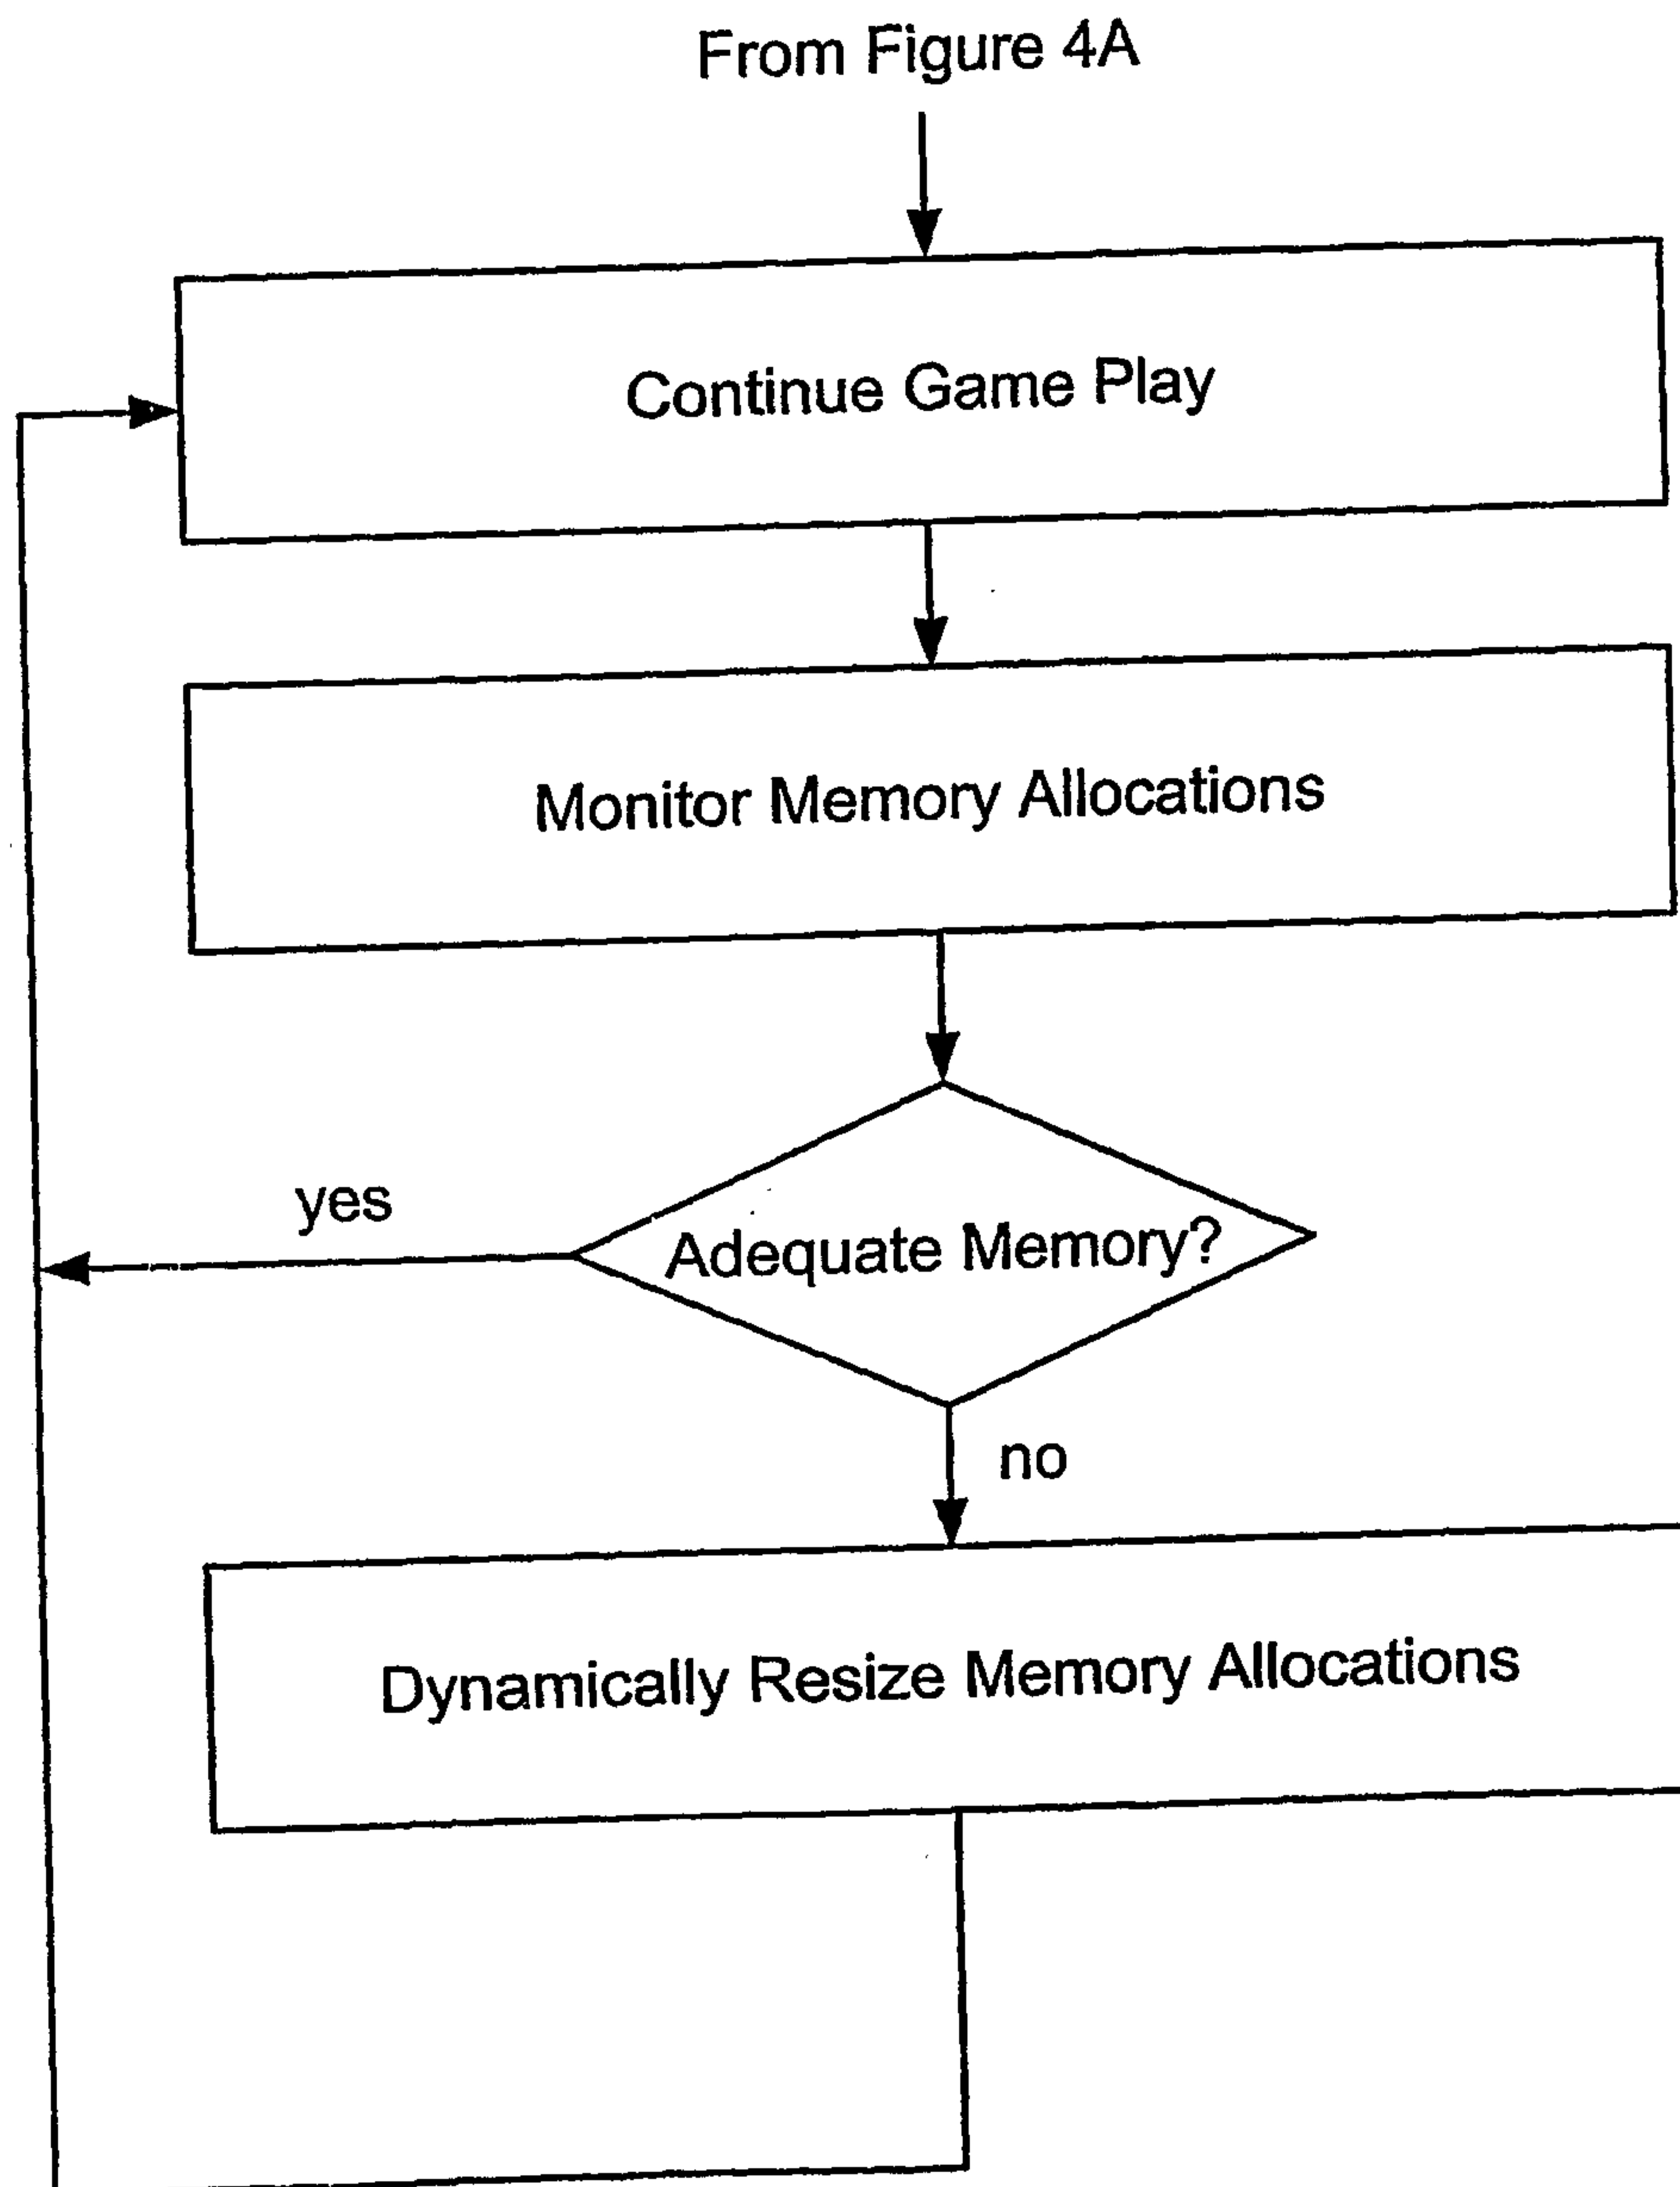 From Figure 4A
Continue Game Play
Monitor Memory Allocations
Adequate Memory?
yes
no
Dynamically Resize Memory Allocations